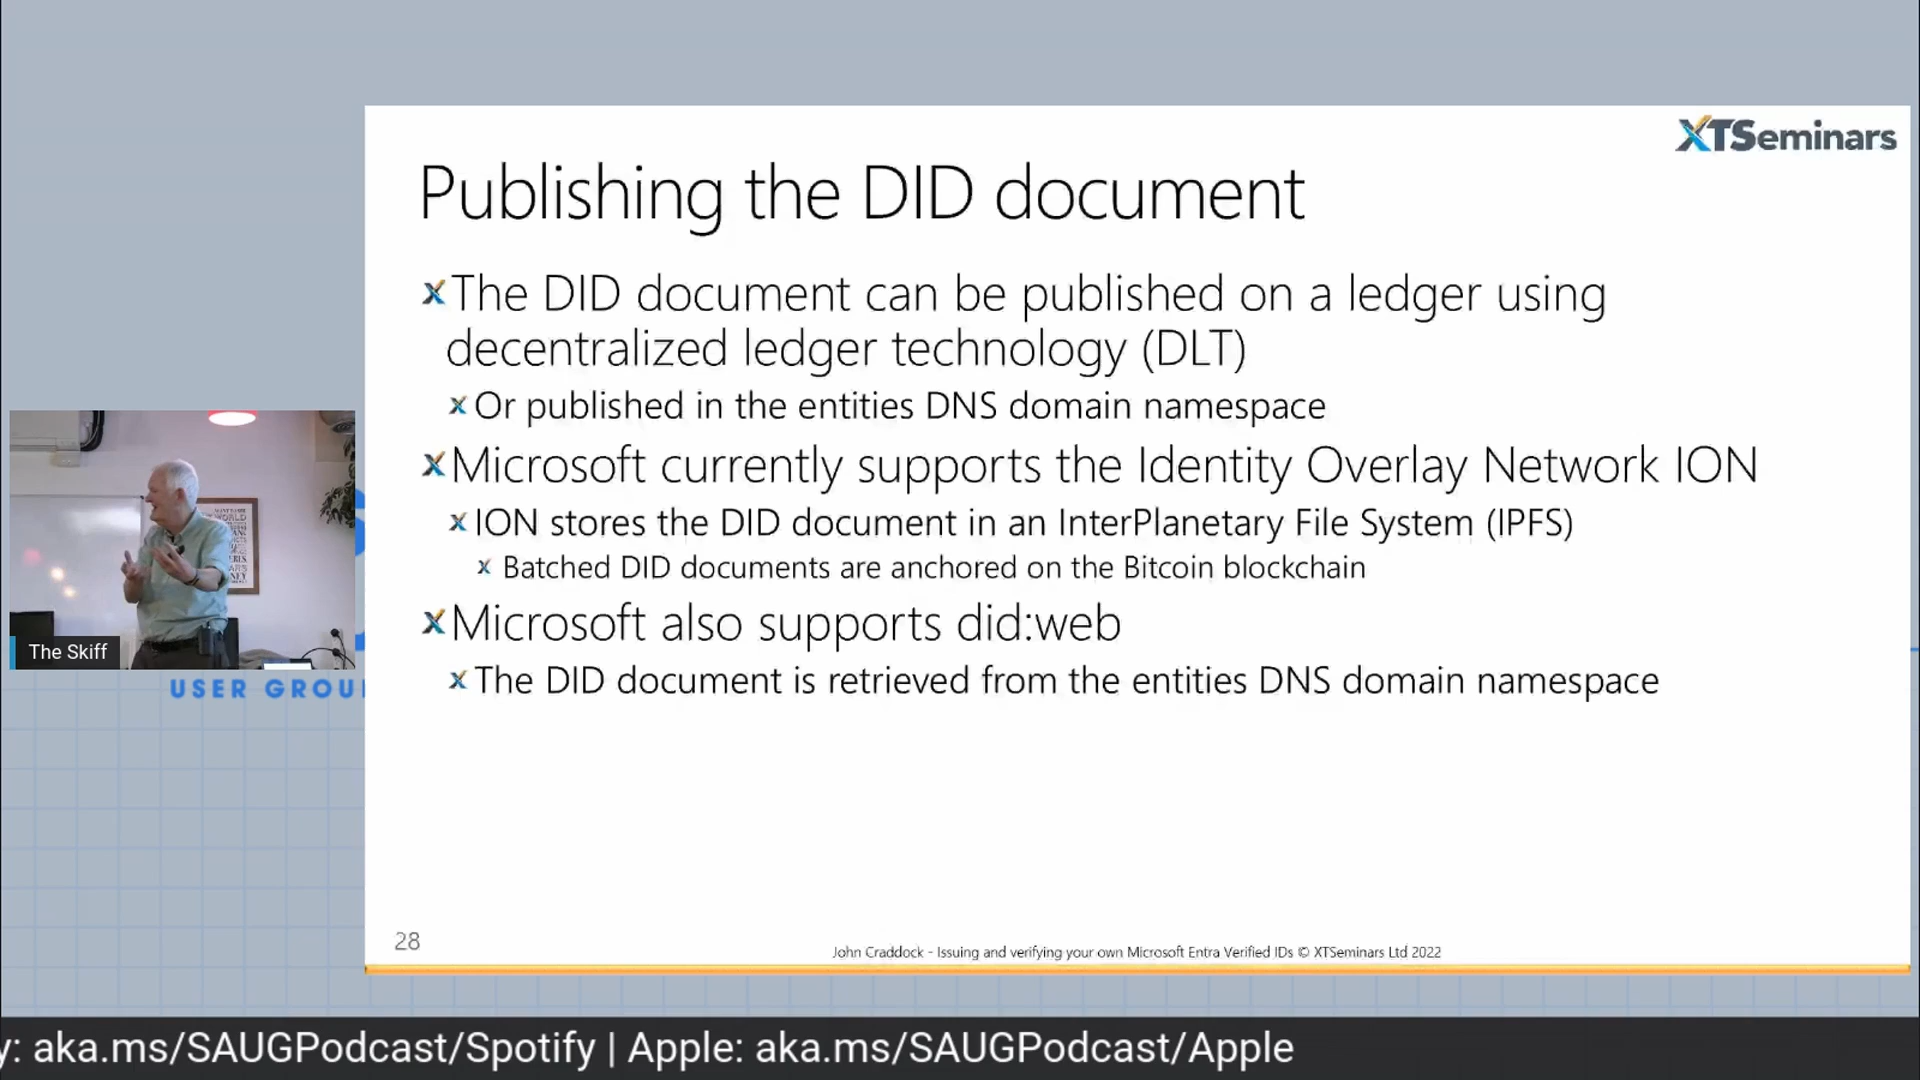 XTSeminars
Publishing the DID document
The DID document can be published on a ledger using
decentralized ledger technology (DLT)
Or published in the entities DNS domain namespace
Microsoft currently supports the Identity Overlay Network ION
ION stores the DID document in an InterPlanetary File System (IPFS)
Batched DID documents are anchored on the Bitcoin blockchain
Microsoft also supports did:web
The DID document is retrieved from the entities DNS domain namespace
28
John Craddock - Issuing and verifying your own Microsoft Entra Verified IDs © XTSeminars Ltd 2022
WORLD
The Skiff
USER GROU
y: aka.ms/SAUGPodcast/Spotify | Apple: aka.ms/SAUGPodcast/Apple